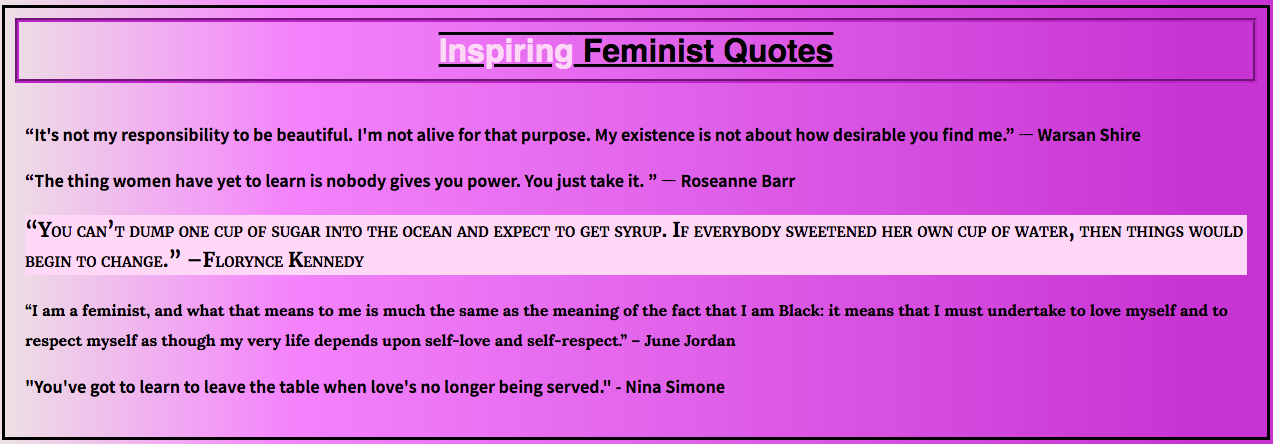 Inspiring Feminist Quotes
“It's not my responsibility to be beautiful. I'm not alive for that purpose. My existence is not about how desirable you find me.” — Warsan Shire
“The thing women have yet to learn is nobody gives you power. You just take it. ” — Roseanne Barr
“You can’t dump one cup of sugar into the ocean and expect to get syrup. If everybody sweetened her own cup of water, then things would
begin to change.” –Florynce Kennedy
“I am a feminist, and what that means to me is much the same as the meaning of the fact that I am Black: it means that I must undertake to love myself and to
respect myself as though my very life depends upon self-love and self-respect.” – June Jordan
"You've got to learn to leave the table when love's no longer being served." - Nina Simone